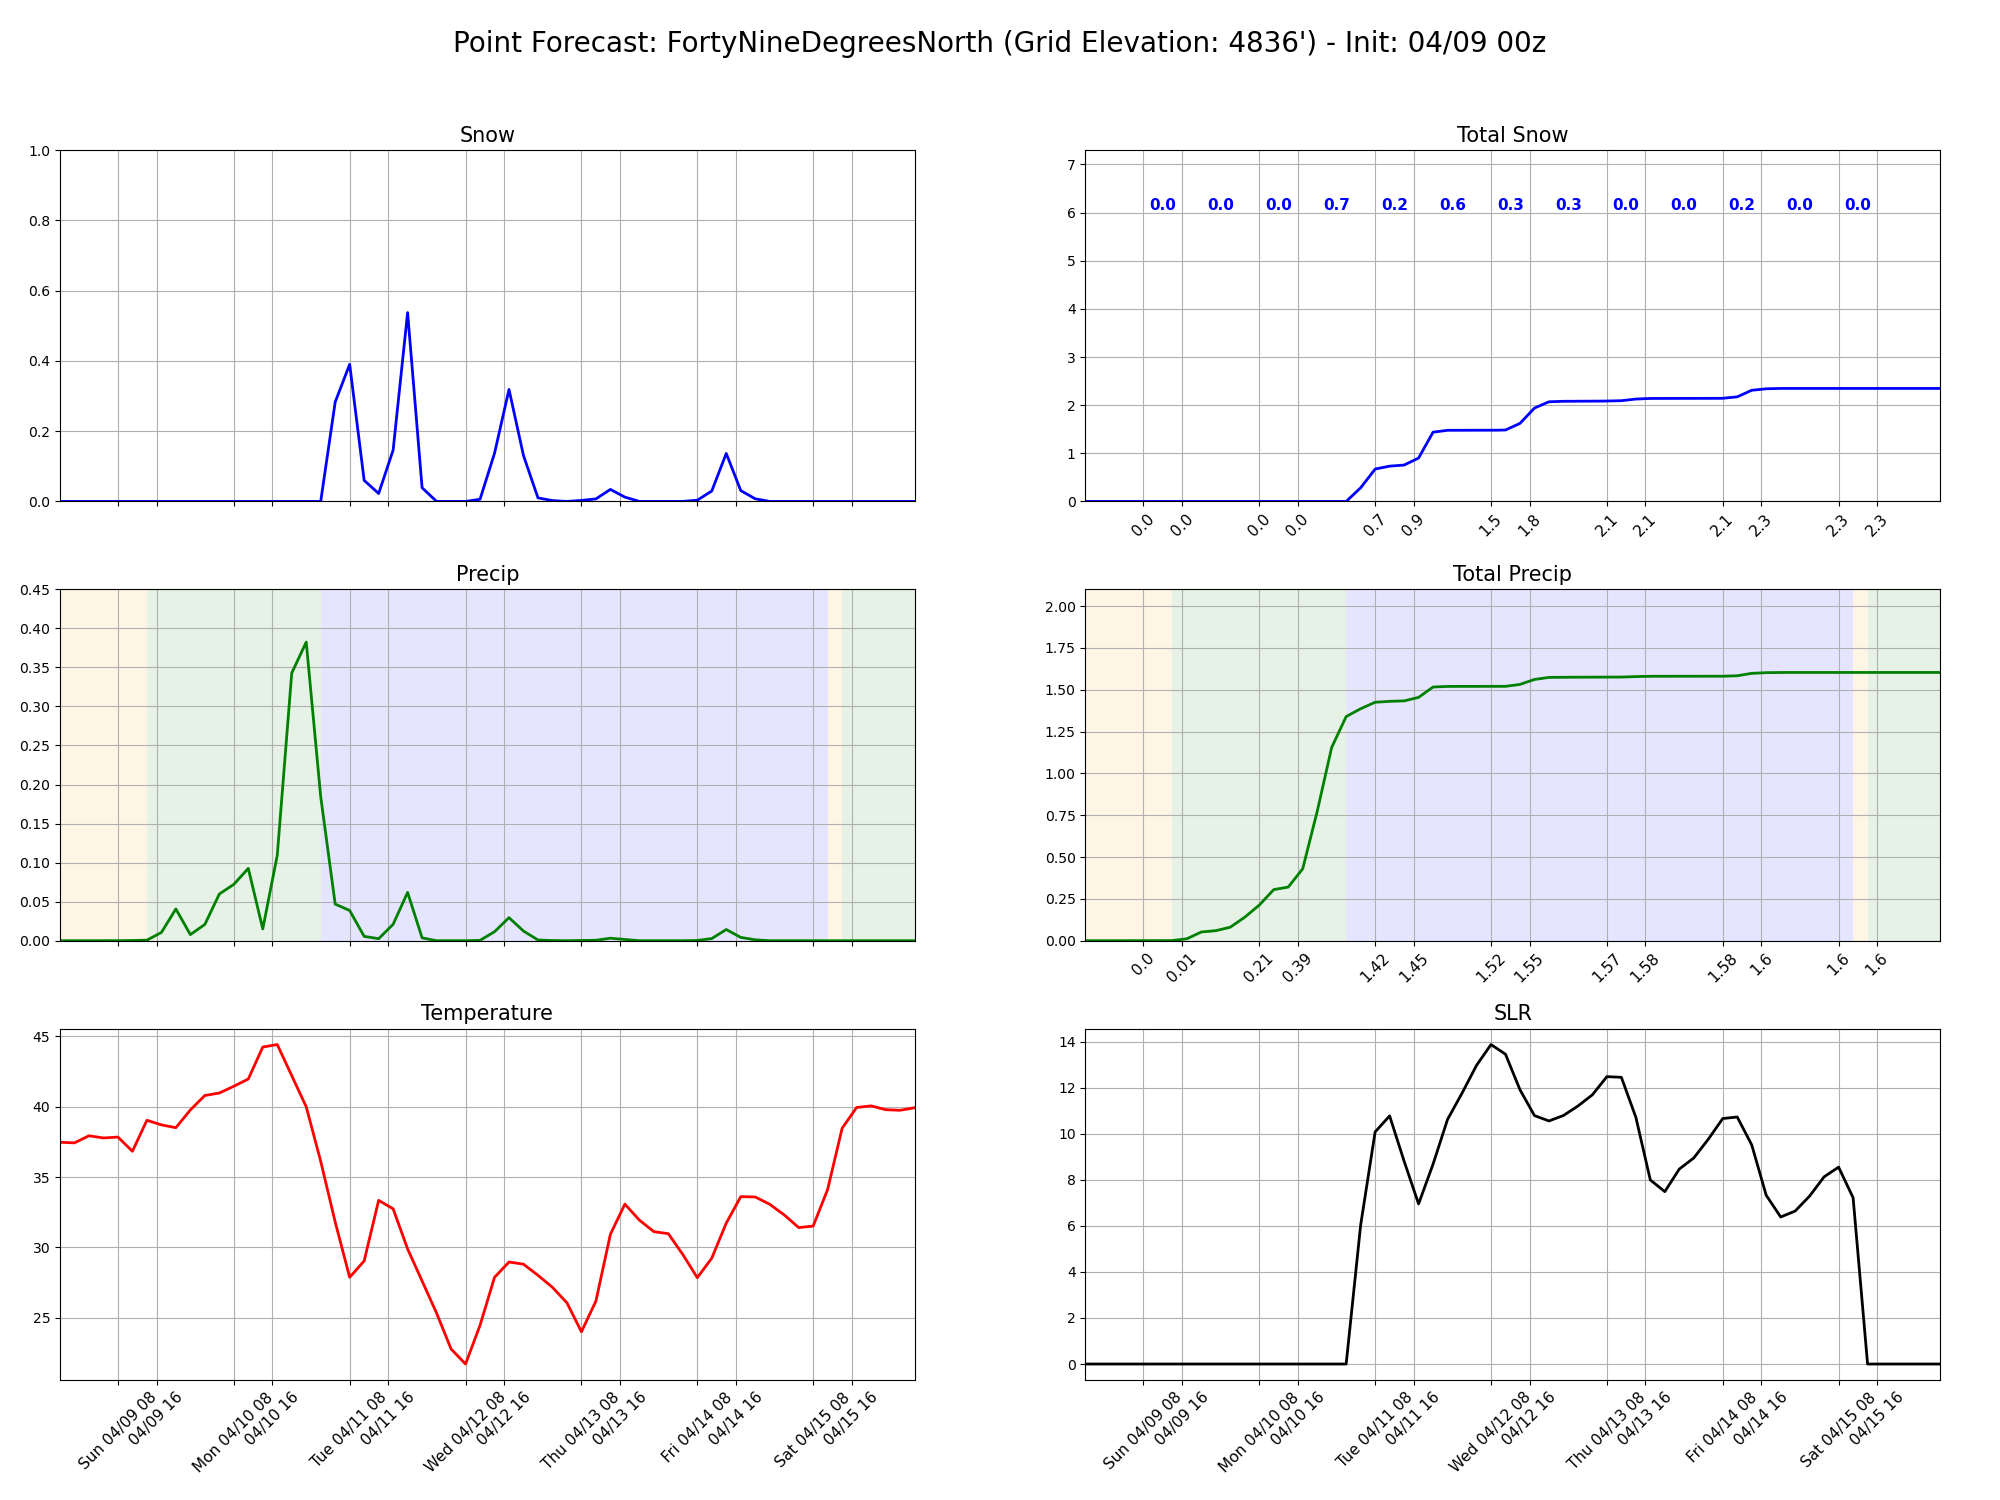 Point Forecast: FortyNineDegreesNorth (Grid Elevation: 4836') - Init: 04/09 00z
Snow
1.0
0.8
0.6
0.4
0.2
0.0
Total Snow
7
6
5
4
3
2
1
0
0.0 0.0 0.0 0.7 0.2 0.6 0.3 0.3 0.0 0.0 0.2 0.0 0.0
0.0 0.0 0.0 0.0 0.7 0.9 1.5 1.8 2.1 2.1 2.1 2.3 2.3 2.3
Precip
0.45
0.40
0.35
0.30
0.25
0.20
0.15
0.10
0.05
0.00
Total Precip
2.00
1.75
1.50
1.25
1.00
0.75
0.50
0.25
0.00
0.0 0.01 0.21 0.39 1.42 1.45 1.52 1.55 1.57 1.58 1.58 1.6 1.6 1.6
Temperature
45
40
35
30
25
Sun 04/09 08
04/09 16
Mon 04/10 08
04/10 16
Tue 04/11 08
04/11 16
Wed 04/12 08
04/12 16
Thu 04/13 08
04/13 16
Fri 04/14 08
04/14 16
Sat 04/15 08
04/15 16
SLR
14
12
10
8
6
4
2
0
Sun 04/09 08
04/09 16
Mon 04/10 08
04/10 16
Tue 04/11 08
04/11 16
Wed 04/12 08
04/12 16
Thu 04/13 08
04/13 16
Fri 04/14 08
04/14 16
Sat 04/15 08
04/15 16